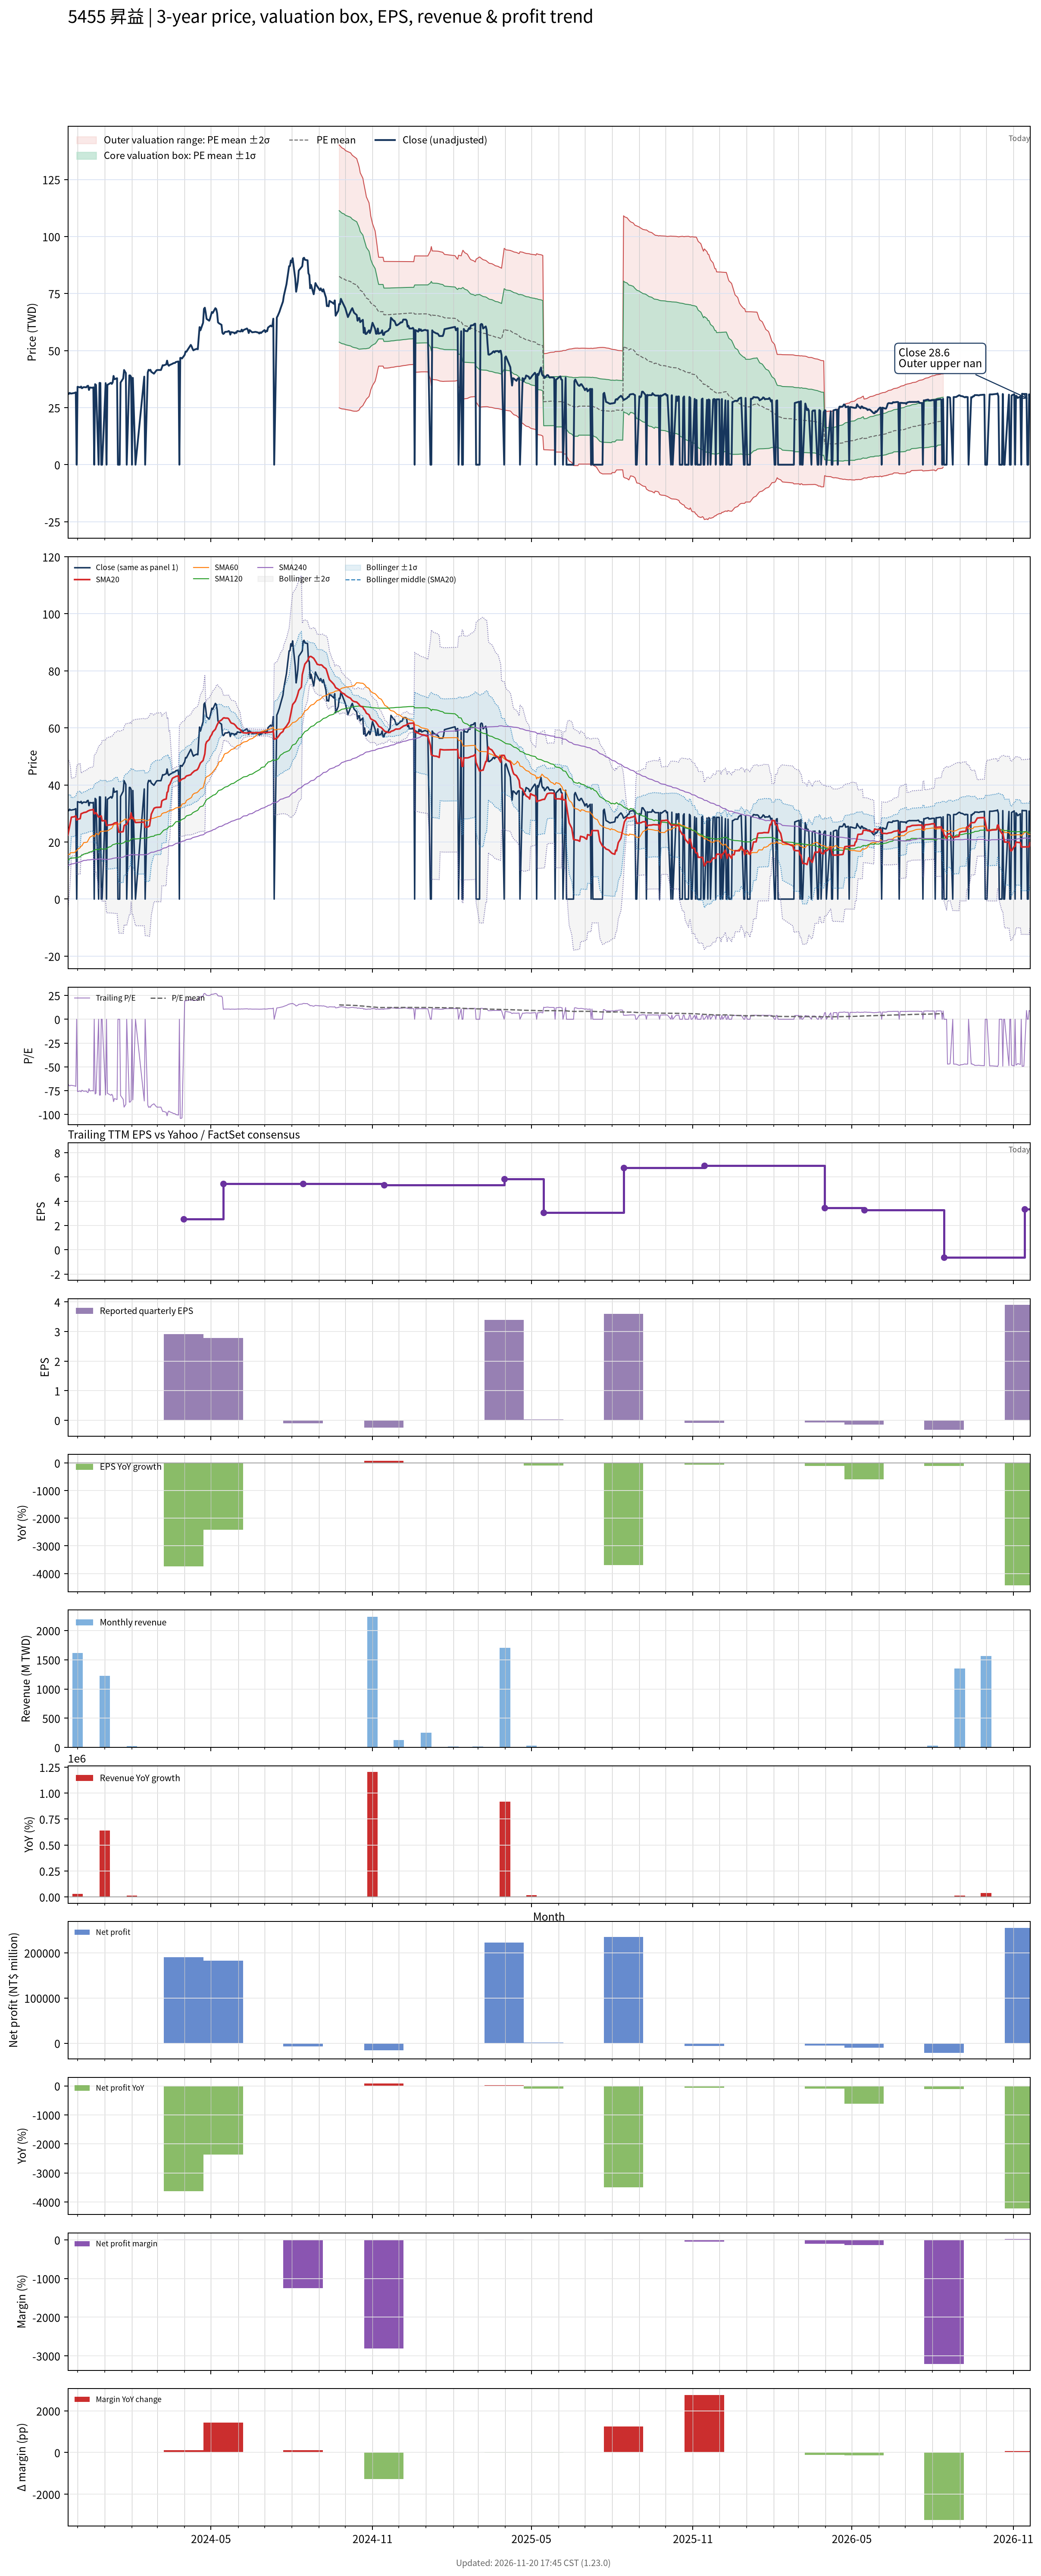 5455 昇益 | 3-year price, valuation box, EPS, revenue & profit trend
Outer valuation range: PE mean ±2σ
PE mean
Close (unadjusted)
Core valuation box: PE mean ±1σ
Today
Close 28.6
Outer upper nan
Price (TWD)
125
100
75
50
25
0
-25
Close (same as panel 1)
SMA60
SMA240
Bollinger ±1σ
SMA20
SMA120
Bollinger ±2σ
Bollinger middle (SMA20)
Price
120
100
80
60
40
20
0
-20
Trailing P/E
P/E mean
P/E
25
0
-25
-50
-75
-100
Trailing TTM EPS vs Yahoo / FactSet consensus
Today
EPS
8
6
4
2
0
-2
Reported quarterly EPS
EPS
4
3
2
1
0
EPS YoY growth
YoY (%)
0
-1000
-2000
-3000
-4000
Monthly revenue
Revenue (M TWD)
2000
1500
1000
500
0
1e6
Revenue YoY growth
YoY (%)
1.25
1.00
0.75
0.50
0.25
0.00
Month
Net profit
Net profit (NT$ million)
200000
100000
0
Net profit YoY
YoY (%)
0
-1000
-2000
-3000
-4000
Net profit margin
Margin (%)
0
-1000
-2000
-3000
Margin YoY change
Δ margin (pp)
2000
0
-2000
2024-05
2024-11
2025-05
2025-11
2026-05
2026-11
Updated: 2026-11-20 17:45 CST (1.23.0)